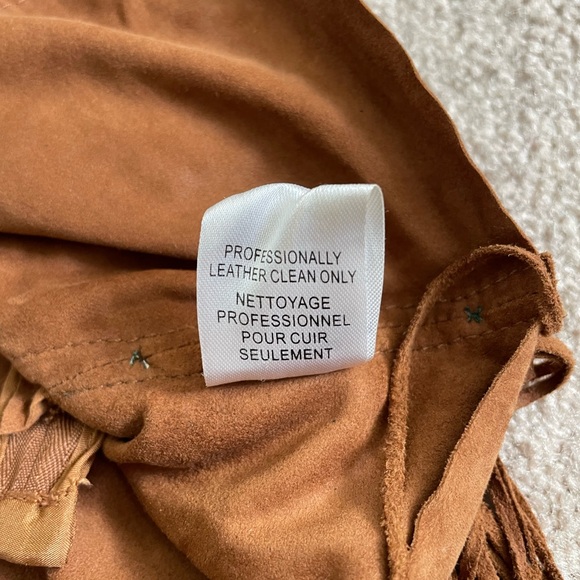 PROFESSIONALLY
LEATHER CLEAN ONLY
NETTOYAGE
PROFESSIONNEL
POUR CUIR
SEULEMENT